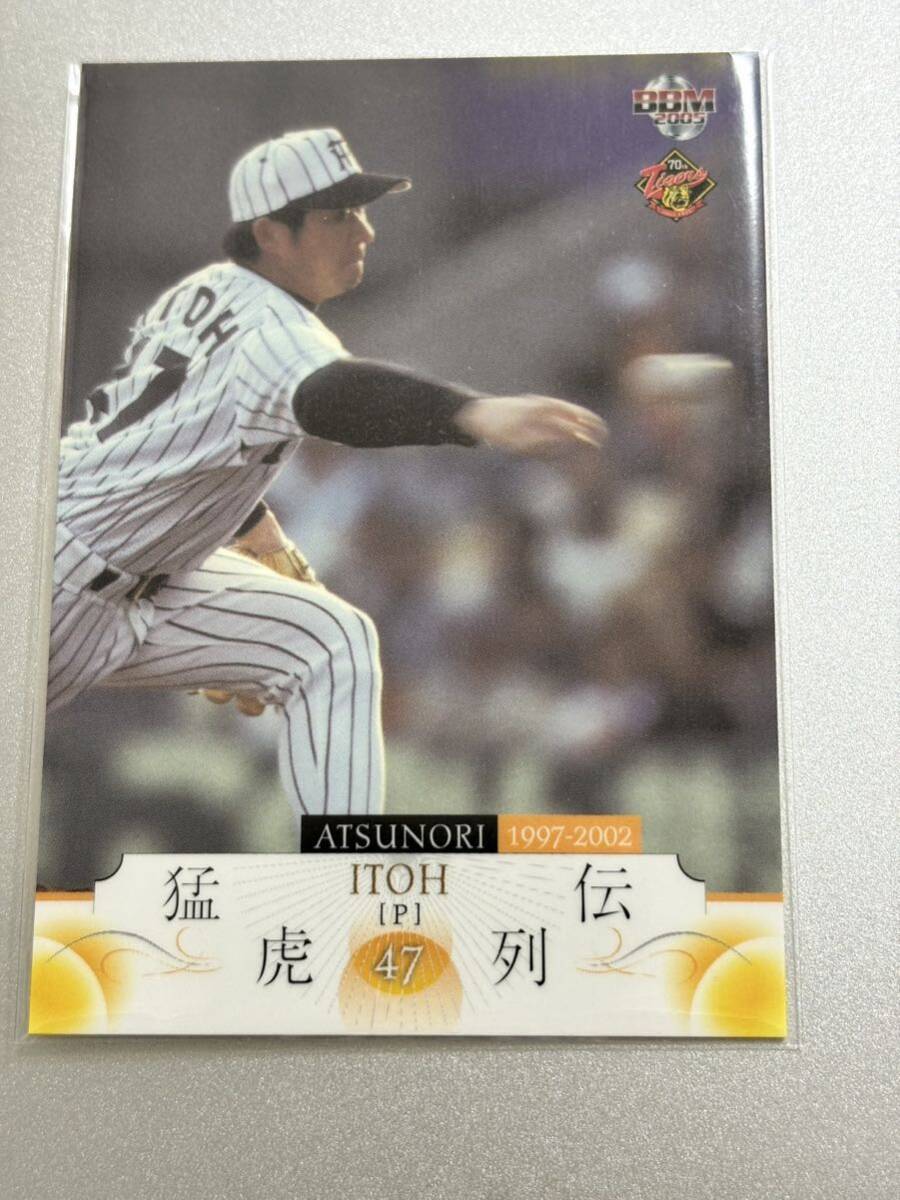 BBM
2005
70th
Tigers
ITOH
ATSUNORI 1997-2002
ITOH
[P]
47
猛虎列伝